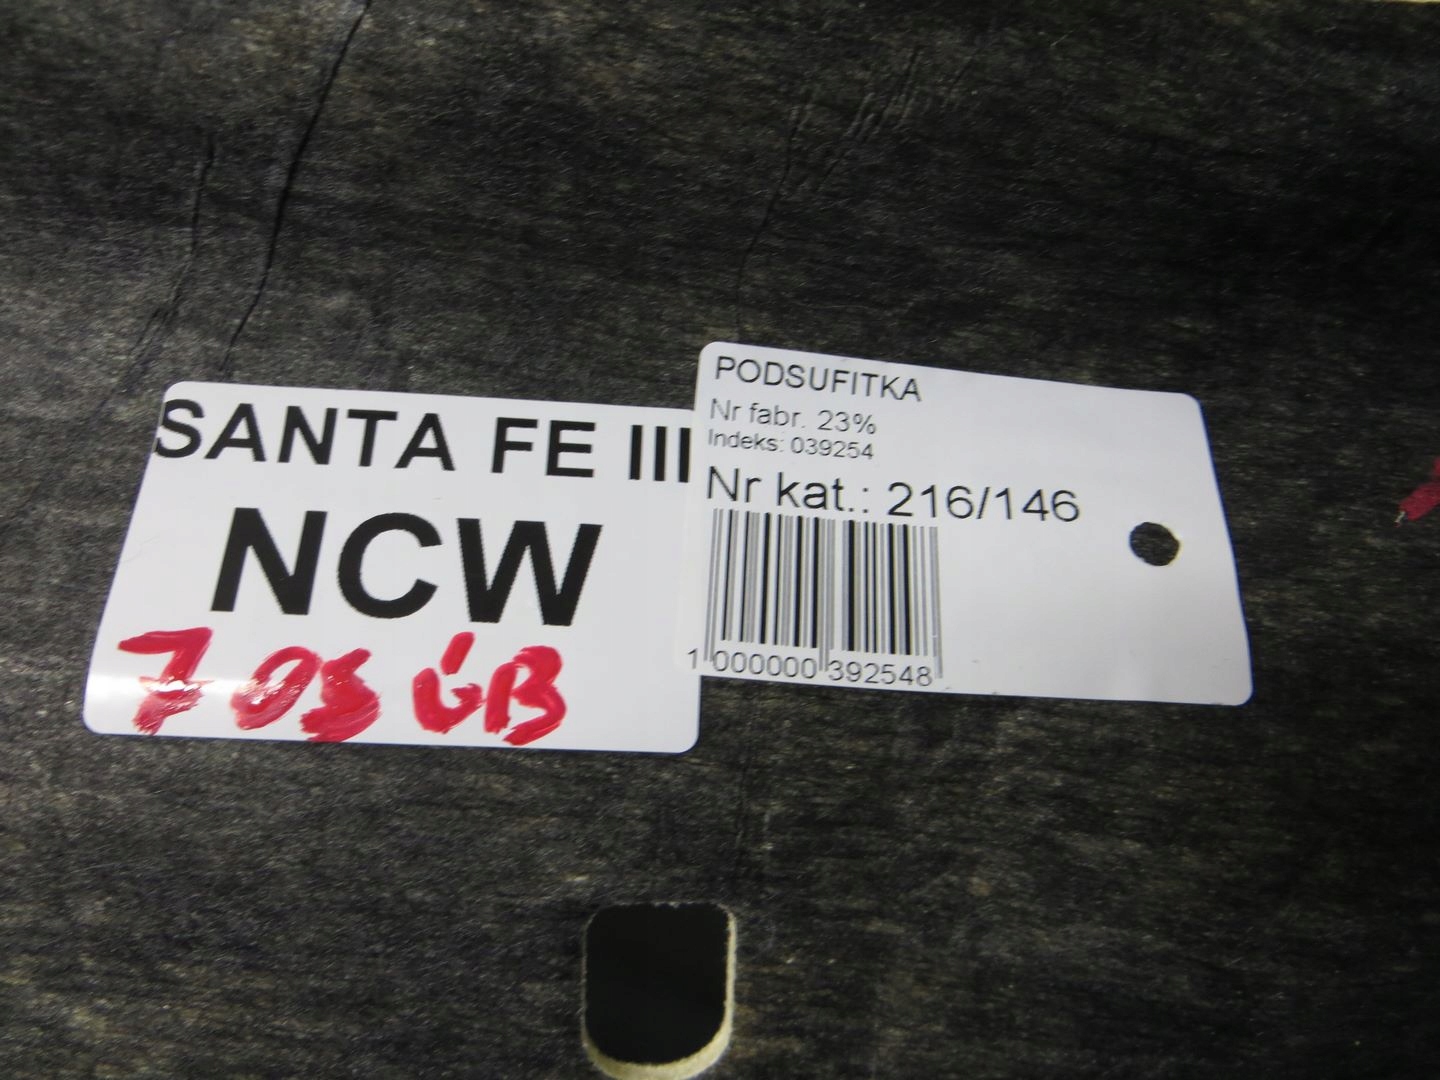 SANTA FE III
NCW
7 OS GB
PODSUFITKA
Nr fabr. 23%
Indeks: 039254
Nr kat.: 216/146
1 000000 392548